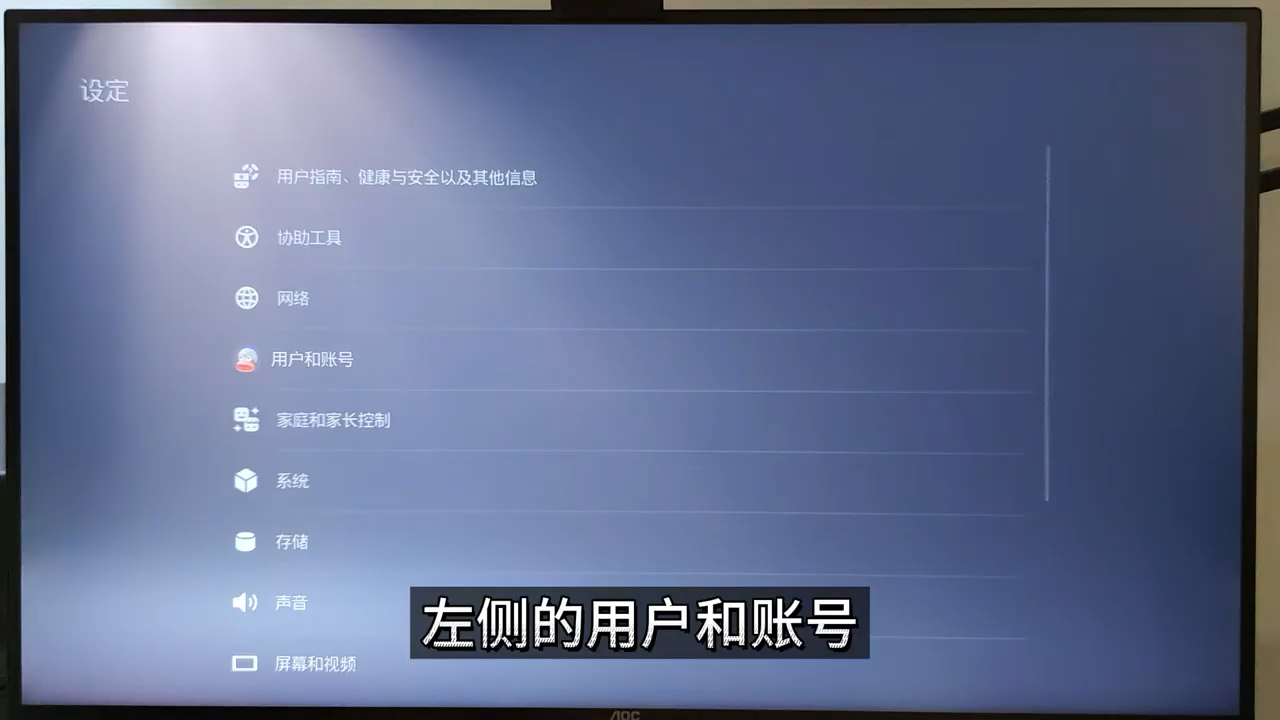 设定
用户指南、健康与安全以及其他信息
协助工具
网络
用户和账号
家庭和家长控制
系统
存储
声音
左侧的用户和账号
屏幕和视频
AOC